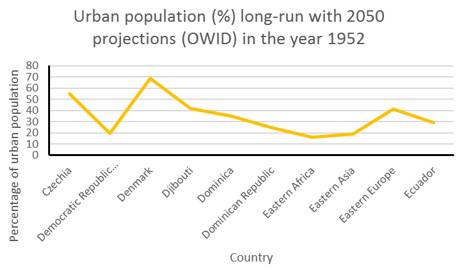 Urban population (%) long-run with 2050
projections (OWID) in the year 1952
Percentage of urban population
80
70
60
50
40
30
20
10
0
Czechia
Democratic Republic...
Denmark
Djibouti
Dominica
Dominican Republic
Eastern Africa
Eastern Asia
Eastern Europe
Ecuador
Country